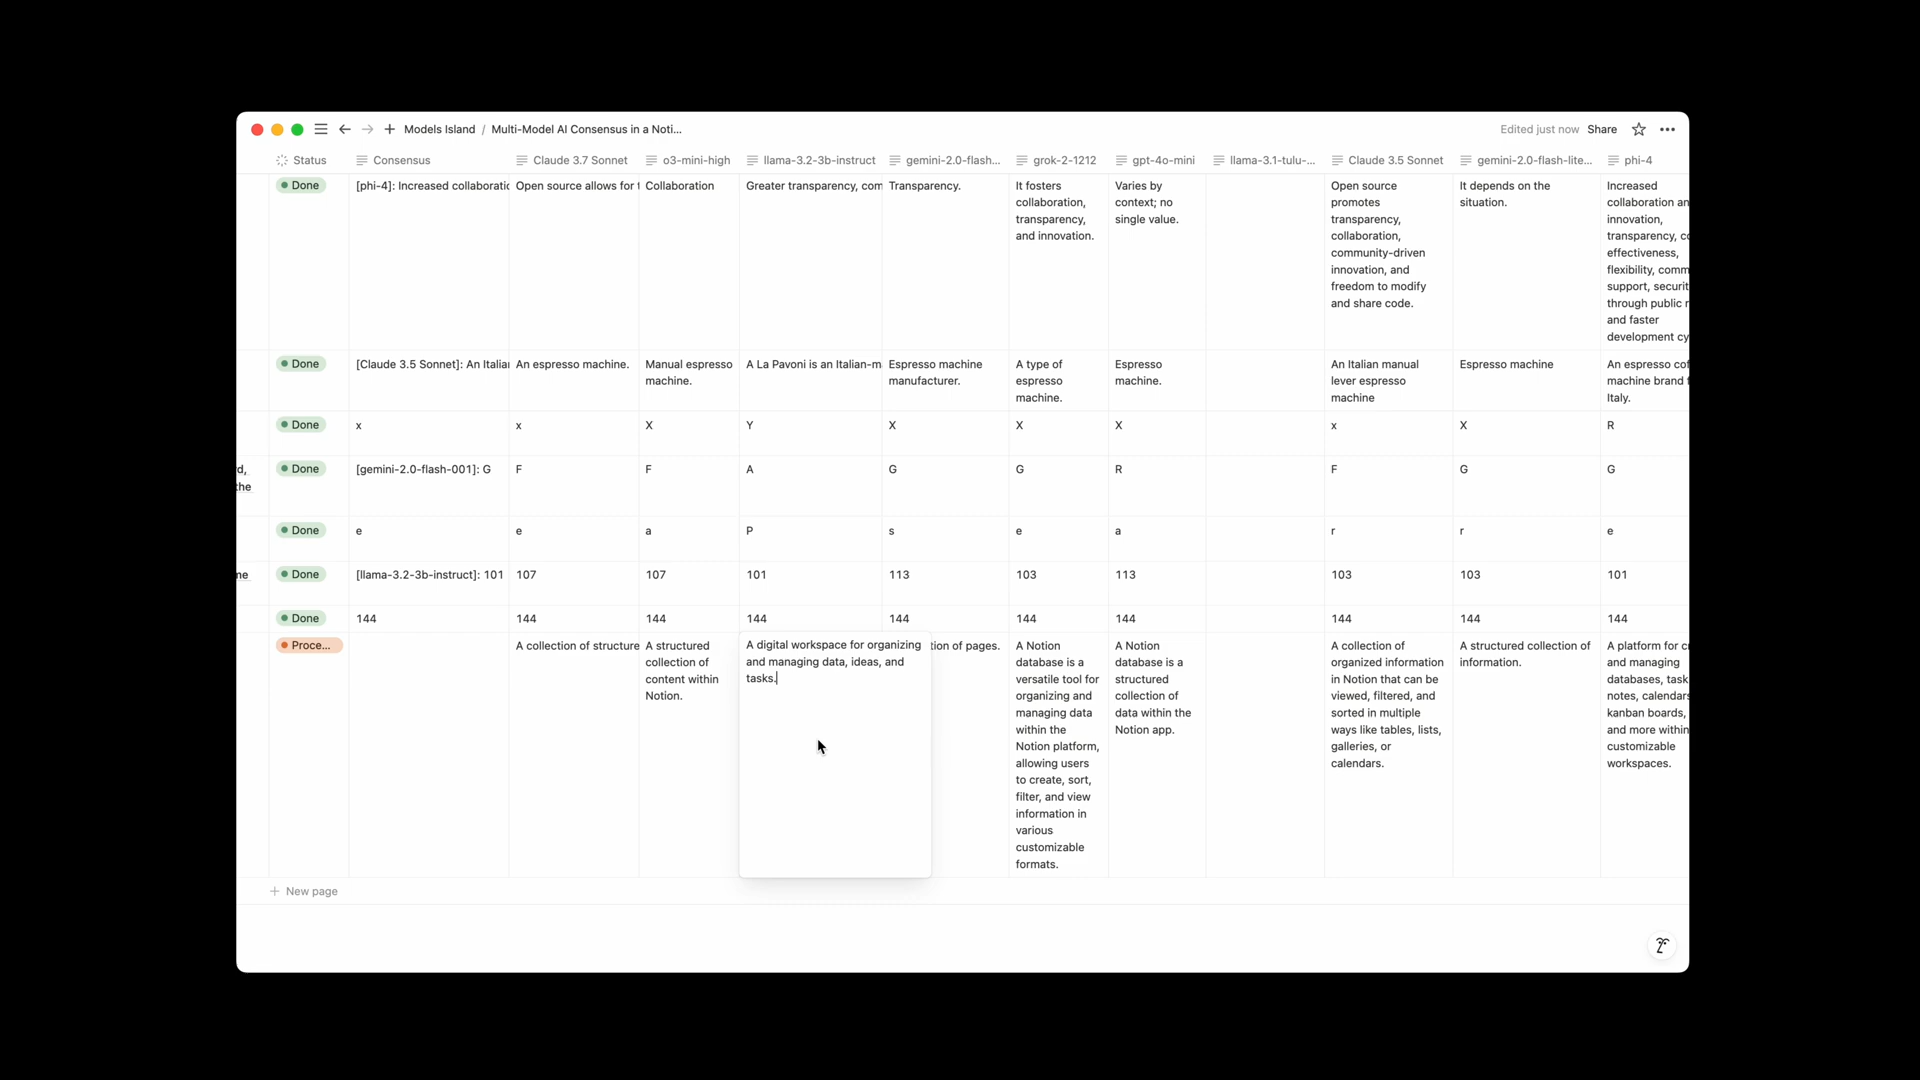 Models Island / Multi-Model AI Consensus in a Noti...
Edited just now Share
Status Consensus Claude 3.7 Sonnet o3-mini-high llama-3.2-3b-instruct gemini-2.0-flash... grok-2-1212 gpt-4o-mini llama-3.1-tulu-... Claude 3.5 Sonnet gemini-2.0-flash-lite... phi-4
Done
[phi-4]: Increased collaboratic
Open source allows for t
Collaboration
Greater transparency, com
Transparency.
It fosters
collaboration,
transparency,
and innovation.
Varies by
context; no
single value.
Open source
promotes
transparency,
collaboration,
community-driven
innovation, and
freedom to modify
and share code.
It depends on the
situation.
Increased
collaboration an
innovation,
transparency, co
effectiveness,
flexibility, comm
support, securit
through public r
and faster
development cy
Done
[Claude 3.5 Sonnet]: An Italian
An espresso machine.
Manual espresso
machine.
A La Pavoni is an Italian-m
Espresso machine
manufacturer.
A type of
espresso
machine.
Espresso
machine.
An Italian manual
lever espresso
machine
Espresso machine
An espresso cof
machine brand f
Italy.
Done x x X Y X X X x X R
rd,
the
Done [gemini-2.0-flash-001]: G F F A G G R F G G
Done e e a P s e a r r e
ne Done [llama-3.2-3b-instruct]: 101 107 107 101 113 103 113 103 103 101
Done 144 144 144 144 144 144 144 144 144 144
Proce...
A collection of structure
A structured
collection of
content within
Notion.
A digital workspace for organizing
and managing data, ideas, and
tasks.
tion of pages.
A Notion
database is a
versatile tool for
organizing and
managing data
within the
Notion platform,
allowing users
to create, sort,
filter, and view
information in
various
customizable
formats.
A Notion
database is a
structured
collection of
data within the
Notion app.
A collection of
organized information
in Notion that can be
viewed, filtered, and
sorted in multiple
ways like tables, lists,
galleries, or
calendars.
A structured collection of
information.
A platform for cr
and managing
databases, task
notes, calendars
kanban boards,
and more within
customizable
workspaces.
New page